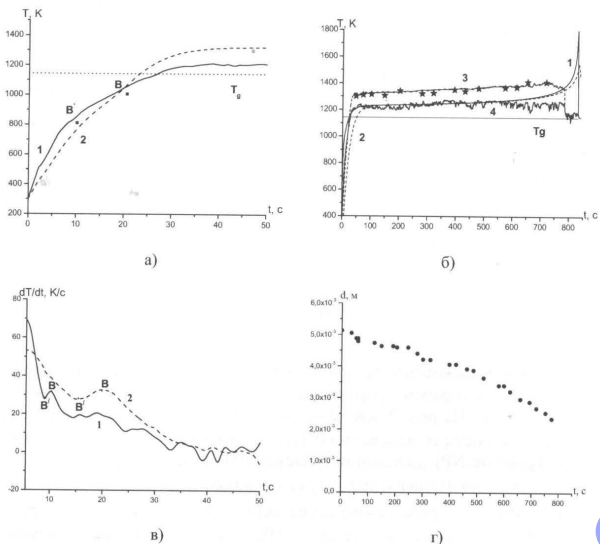 T, К
1400
1200
1000
800
600
400
200
0
10
20
30
40
50
t, с
1
2
B'
B
Tg
а)
T, К
1800
1600
1400
1200
1000
800
600
400
0
100
200
300
400
500
600
700
800
t, с
1
2
3
4
Tg
б)
dT/dt, К/с
80
60
40
20
0
-20
10
20
30
40
50
t,с
B'
B
B'
B
1
2
в)
d, м
6,0x10⁻³
5,0x10⁻³
4,0x10⁻³
3,0x10⁻³
2,0x10⁻³
1,0x10⁻³
0,0
0
100
200
300
400
500
600
700
800
t, с
г)